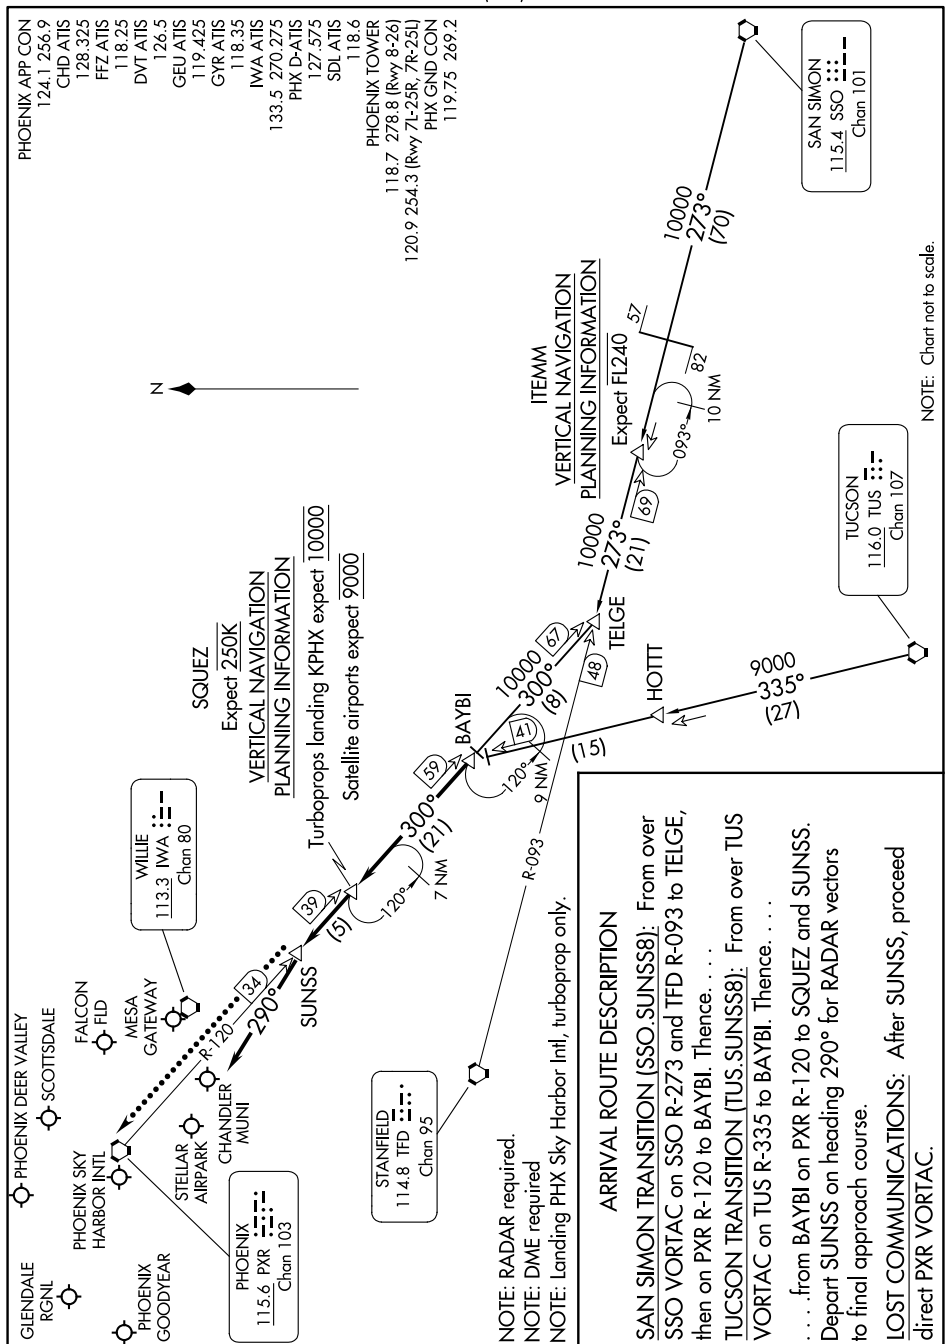 PHOENIX APP CON
124.1 256.9
CHD ATIS
128.325
FFZ ATIS
118.25
DVT ATIS
126.5
GEU ATIS
119.425
GYR ATIS
118.35
IWA ATIS
133.5 270.275
PHX D-ATIS
127.575
SDL ATIS
118.6
PHOENIX TOWER
118.7 278.8 (Rwy 8-26)
120.9 254.3 (Rwy 7L-25R, 7R-25L)
PHX GND CON
119.75 269.2
N
GLENDALE
RGNL
PHOENIX DEER VALLEY
SCOTTSDALE
PHOENIX SKY
HARBOR INTL
FALCON
FLD
MESA
GATEWAY
PHOENIX
GOODYEAR
STELLAR
AIRPARK
CHANDLER
MUNI
PHOENIX
115.6 PXR
Chan 103
WILLIE
113.3 IWA
Chan 80
STANFIELD
114.8 TFD
Chan 95
TUCSON
116.0 TUS
Chan 107
SAN SIMON
115.4 SSO
Chan 101
SQUEZ
Expect 250K
VERTICAL NAVIGATION
PLANNING INFORMATION
Turboprops landing KPHX expect 10000
Satellite airports expect 9000
ITEMM
VERTICAL NAVIGATION
PLANNING INFORMATION
Expect FL240
R-120
34
290°
SUNSS
39
(5)
120°
7 NM
59
300°
(21)
BAYBI
120°
9 NM
41
10000
300°
(8)
67
48
TELGE
R-093
(15)
HOTTT
9000
335°
(27)
10000
273°
(21)
69
093°
10 NM
57
82
10000
273°
(70)
NOTE: RADAR required.
NOTE: DME required
NOTE: Landing PHX Sky Harbor Intl, turboprop only.
NOTE: Chart not to scale.
ARRIVAL ROUTE DESCRIPTION
SAN SIMON TRANSITION (SSO.SUNSS8): From over
SSO VORTAC on SSO R-273 and TFD R-093 to TELGE,
then on PXR R-120 to BAYBI. Thence. . . .
TUCSON TRANSITION (TUS.SUNSS8): From over TUS
VORTAC on TUS R-335 to BAYBI. Thence. . . .
. . . .from BAYBI on PXR R-120 to SQUEZ and SUNSS.
Depart SUNSS on heading 290° for RADAR vectors
to final approach course.
LOST COMMUNICATIONS: After SUNSS, proceed
direct PXR VORTAC.